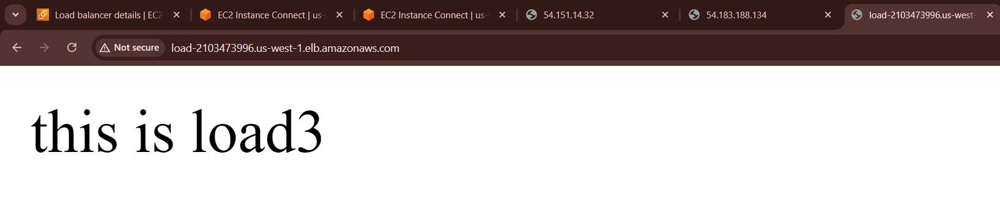 Load balancer details | EC2
EC2 Instance Connect | us-
EC2 Instance Connect | us-
54.151.14.32
54.183.188.134
load-2103473996.us-west-
Not secure
load-2103473996.us-west-1.elb.amazonaws.com
this is load3